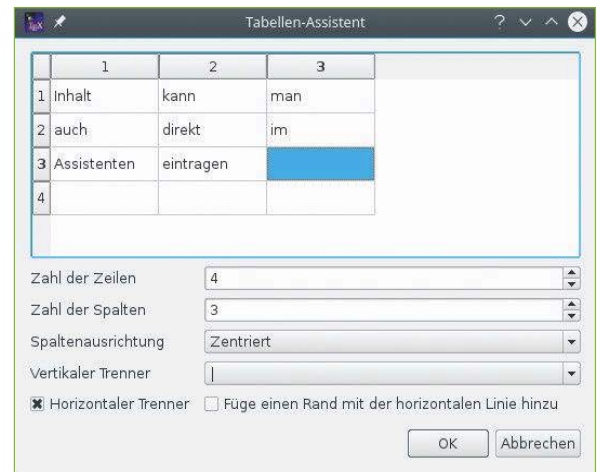 Tabellen-Assistent
1 2 3
1 Inhalt kann man
2 auch direkt im
3 Assistenten eintragen
4
Zahl der Zeilen 4
Zahl der Spalten 3
Spaltenausrichtung Zentriert
Vertikaler Trenner |
Horizontaler Trenner Füge einen Rand mit der horizontalen Linie hinzu
OK Abbrechen